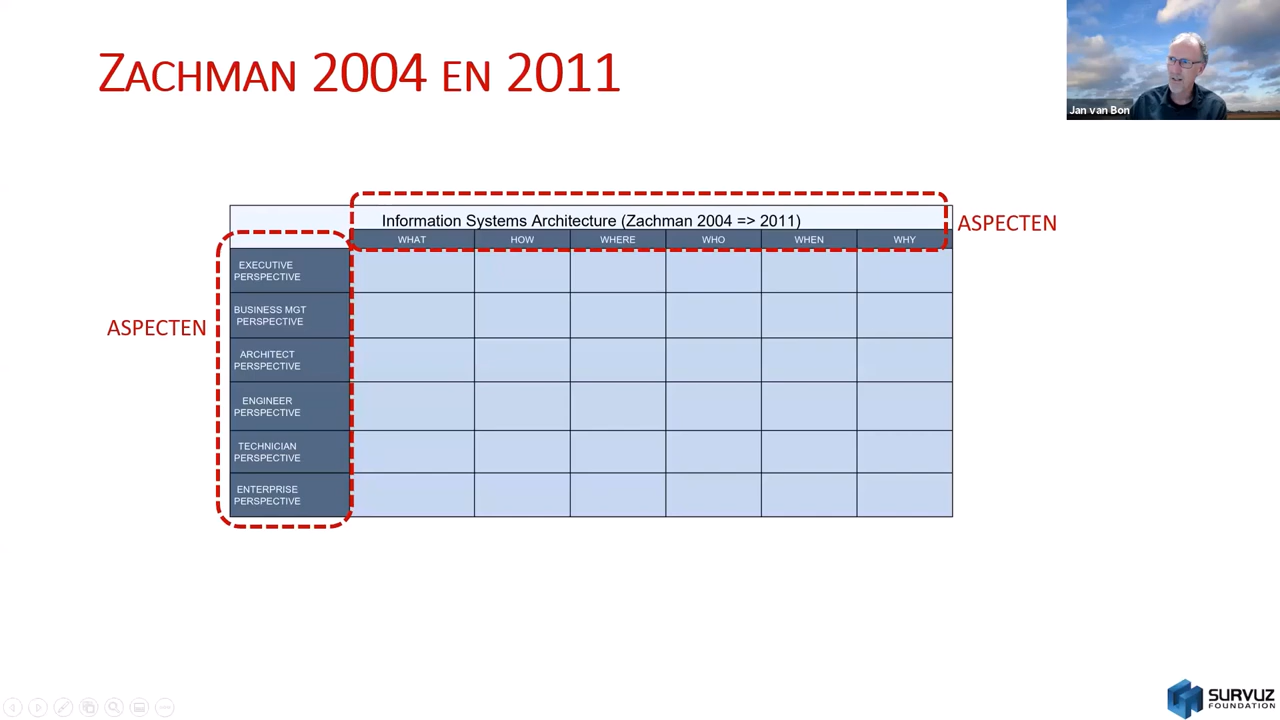 ZACHMAN 2004 EN 2011
Jan van Bon
Information Systems Architecture (Zachman 2004 => 2011)
ASPECTEN
WHAT HOW WHERE WHO WHEN WHY
EXECUTIVE
PERSPECTIVE
BUSINESS MGT
PERSPECTIVE
ASPECTEN
ARCHITECT
PERSPECTIVE
ENGINEER
PERSPECTIVE
TECHNICIAN
PERSPECTIVE
ENTERPRISE
PERSPECTIVE
SURVUZ
FOUNDATION